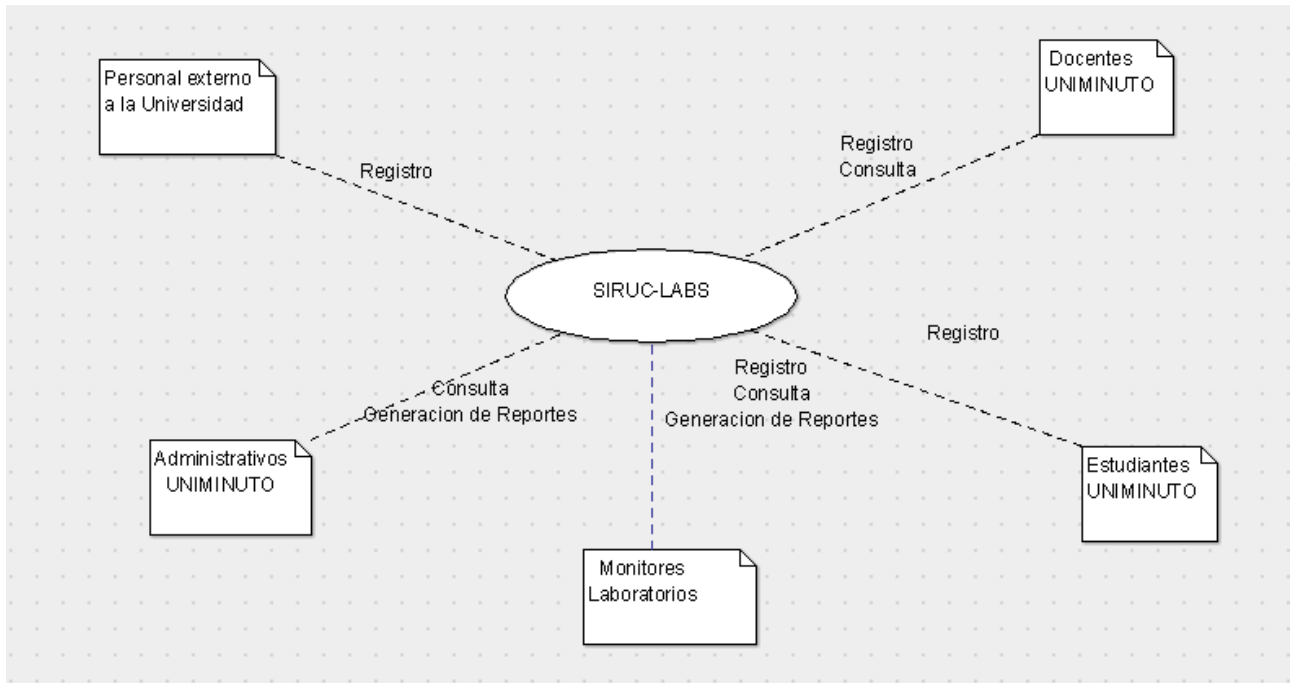 Personal externo
a la Universidad
Docentes
UNIMINUTO
Registro
Registro
Consulta
SIRUC-LABS
Registro
Consulta
Generacion de Reportes
Registro
Consulta
Generacion de Reportes
Administrativos
UNIMINUTO
Estudiantes
UNIMINUTO
Monitores
Laboratorios